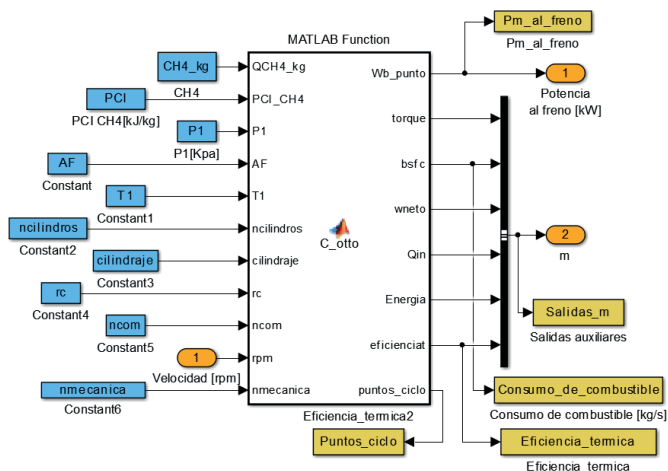 MATLAB Function
CH4_kg
CH4
PCI
PCI CH4[kJ/kg]
P1
P1[Kpa]
AF
Constant
T1
Constant1
ncilindros
Constant2
cilindraje
Constant3
rc
Constant4
ncom
Constant5
1
Velocidad [rpm]
nmecanica
Constant6
QCH4_kg
PCI_CH4
P1
AF
T1
ncilindros
cilindraje
rc
ncom
rpm
nmecanica
C_otto
Wb_punto
torque
bsfc
wneto
Qin
Energia
eficienciat
puntos_ciclo
Eficiencia_termica2
Pm_al_freno
Pm_al_freno
1
Potencia
al freno [kW]
2
m
Salidas_m
Salidas auxiliares
Consumo_de_combustible
Consumo de combustible [kg/s]
Puntos_ciclo
Eficiencia_termica
Eficiencia_termica